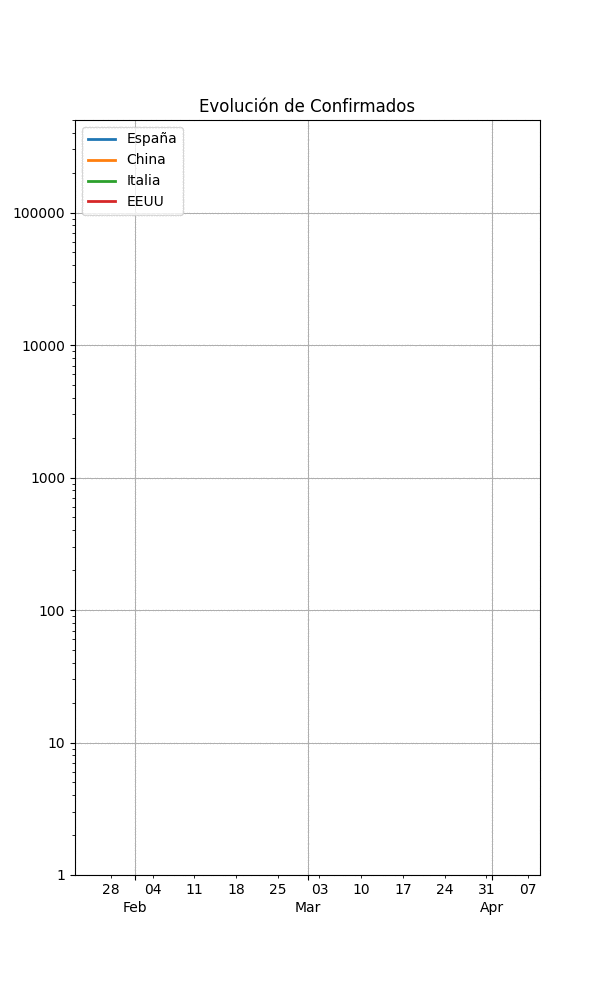 Evolución de Confirmados
España
China
Italia
EEUU
100000
10000
1000
100
10
1
28 04 11 18 25 03 10 17 24 31 07
Feb Mar Apr